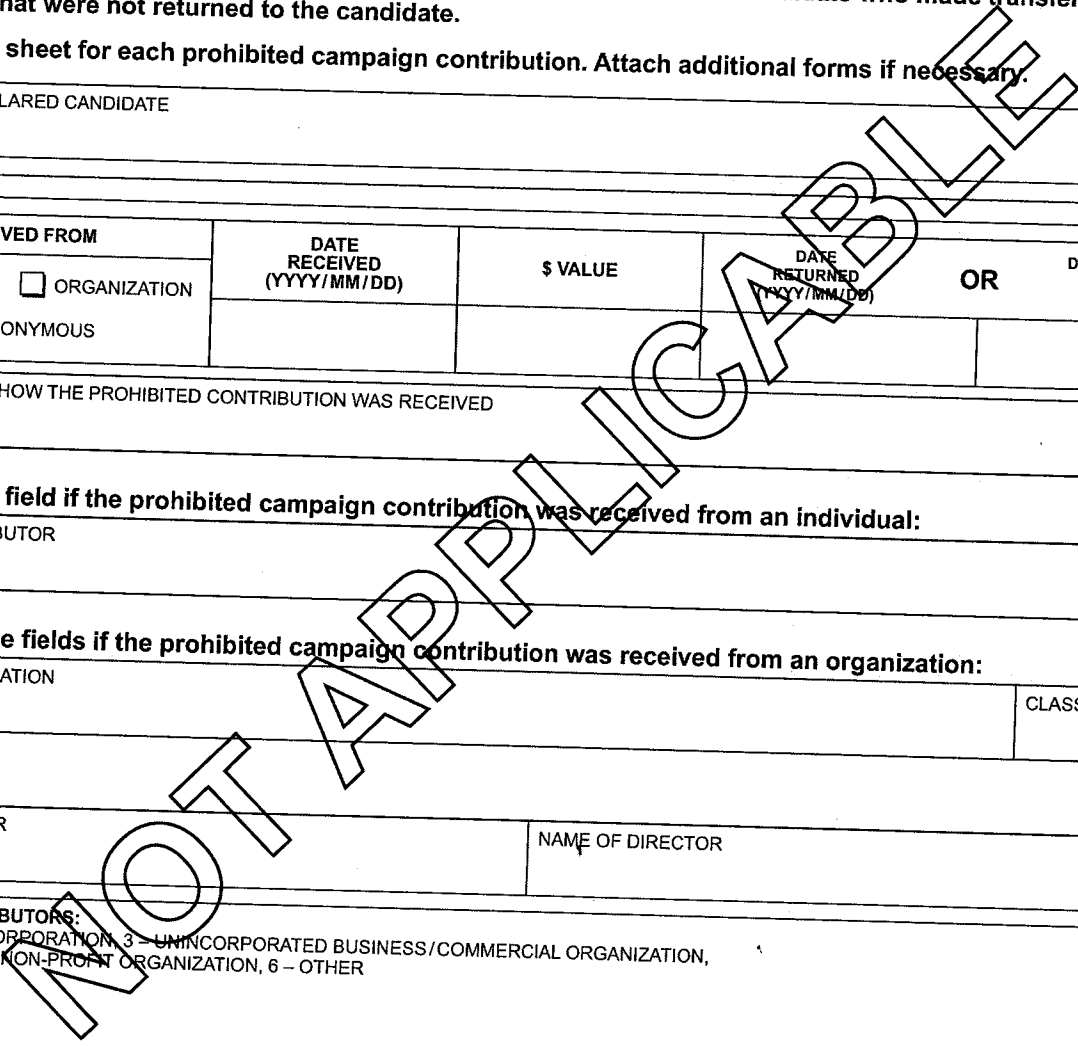 hat were not returned to the candidate.
sheet for each prohibited campaign contribution. Attach additional forms if necessary.
LARED CANDIDATE
VED FROM
ORGANIZATION
ONYMOUS
DATE
RECEIVED
(YYYY/MM/DD)
$ VALUE
DATE
RETURNED
(YYYY/MM/DD)
OR
D
HOW THE PROHIBITED CONTRIBUTION WAS RECEIVED
field if the prohibited campaign contribution was received from an individual:
BUTOR
e fields if the prohibited campaign contribution was received from an organization:
ATION
CLASS
R
NAME OF DIRECTOR
BUTORS:
ORPORATION, 3 – UNINCORPORATED BUSINESS/COMMERCIAL ORGANIZATION,
NON-PROFIT ORGANIZATION, 6 – OTHER
NOT APPLICABLE